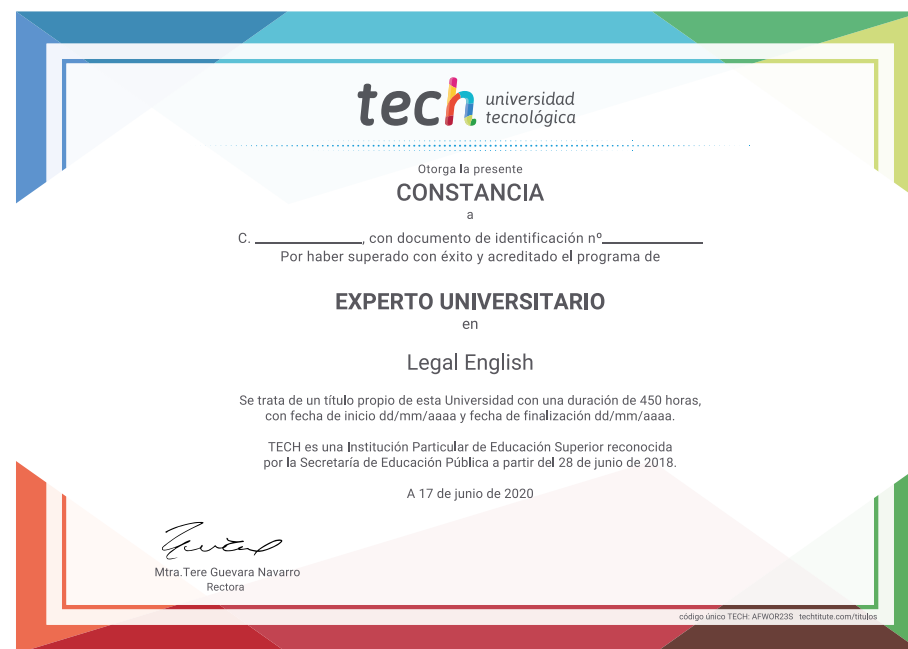 tech universidad
tecnológica
Otorga la presente
CONSTANCIA
a
C. ____________, con documento de identificación nº____________
Por haber superado con éxito y acreditado el programa de
EXPERTO UNIVERSITARIO
en
Legal English
Se trata de un título propio de esta Universidad con una duración de 450 horas,
con fecha de inicio dd/mm/aaaa y fecha de finalización dd/mm/aaaa.
TECH es una Institución Particular de Educación Superior reconocida
por la Secretaría de Educación Pública a partir del 28 de junio de 2018.
A 17 de junio de 2020
Mtra.Tere Guevara Navarro
Rectora
código único TECH: AFWOR23S techtitute.com/titulos